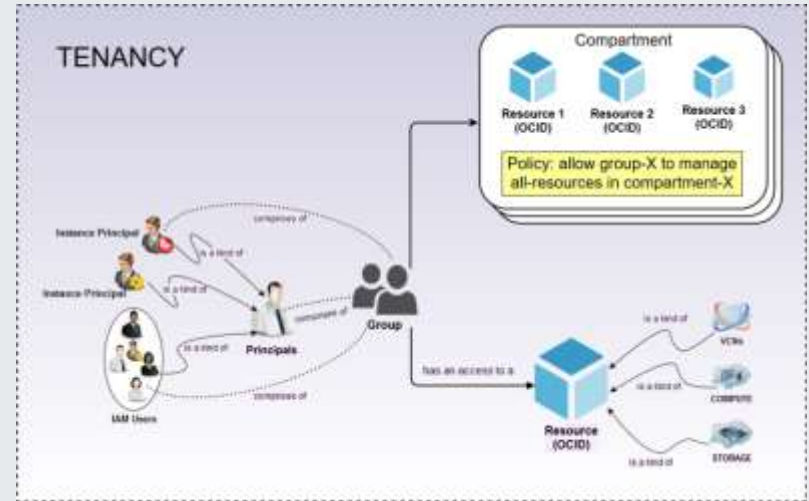 TENANCY
Compartment
Resource 1
(OCID)
Resource 2
(OCID)
Resource 3
(OCID)
Policy: allow group-X to manage
all-resources in compartment-X
comprises of
Instance Principal
is a kind of
Instance Principal
is a kind of
comprises of
Group
Principals
is a kind of
comprises of
IAM Users
has an access to a
Resource
(OCID)
is a kind of
VCNs
is a kind of
COMPUTE
is a kind of
STORAGE